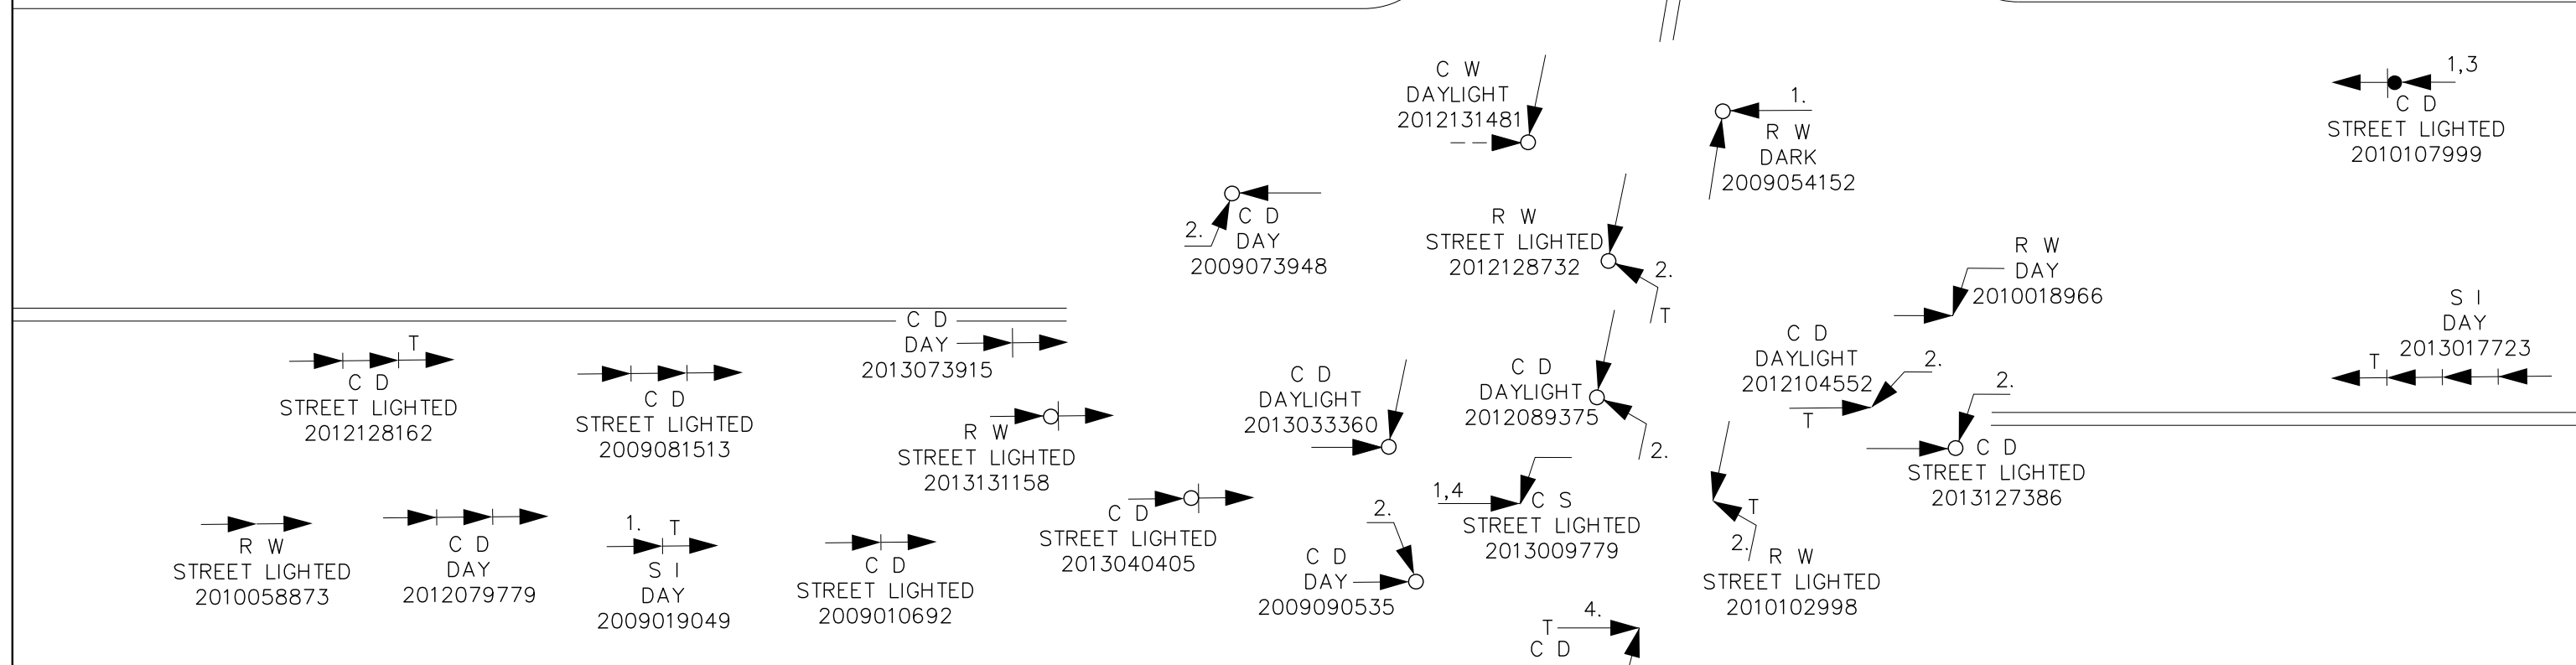 C W
DAYLIGHT
2012131481
1.
R W
DARK
2009054152
1,3
C D
STREET LIGHTED
2010107999
2.
C D
DAY
2009073948
R W
STREET LIGHTED
2012128732
2.
T
R W
DAY
2010018966
S I
DAY
2013017723
T
T
C D
STREET LIGHTED
2012128162
C D
STREET LIGHTED
2009081513
C D
DAY
2013073915
R W
STREET LIGHTED
2013131158
C D
DAYLIGHT
2013033360
C D
DAYLIGHT
2012089375
2.
C D
DAYLIGHT
2012104552
2.
T
2.
C D
STREET LIGHTED
2013127386
R W
STREET LIGHTED
2010058873
C D
DAY
2012079779
1.
T
S I
DAY
2009019049
C D
STREET LIGHTED
2009010692
C D
STREET LIGHTED
2013040405
2.
C D
DAY
2009090535
1,4
C S
STREET LIGHTED
2013009779
T
2.
R W
STREET LIGHTED
2010102998
4.
T
C D